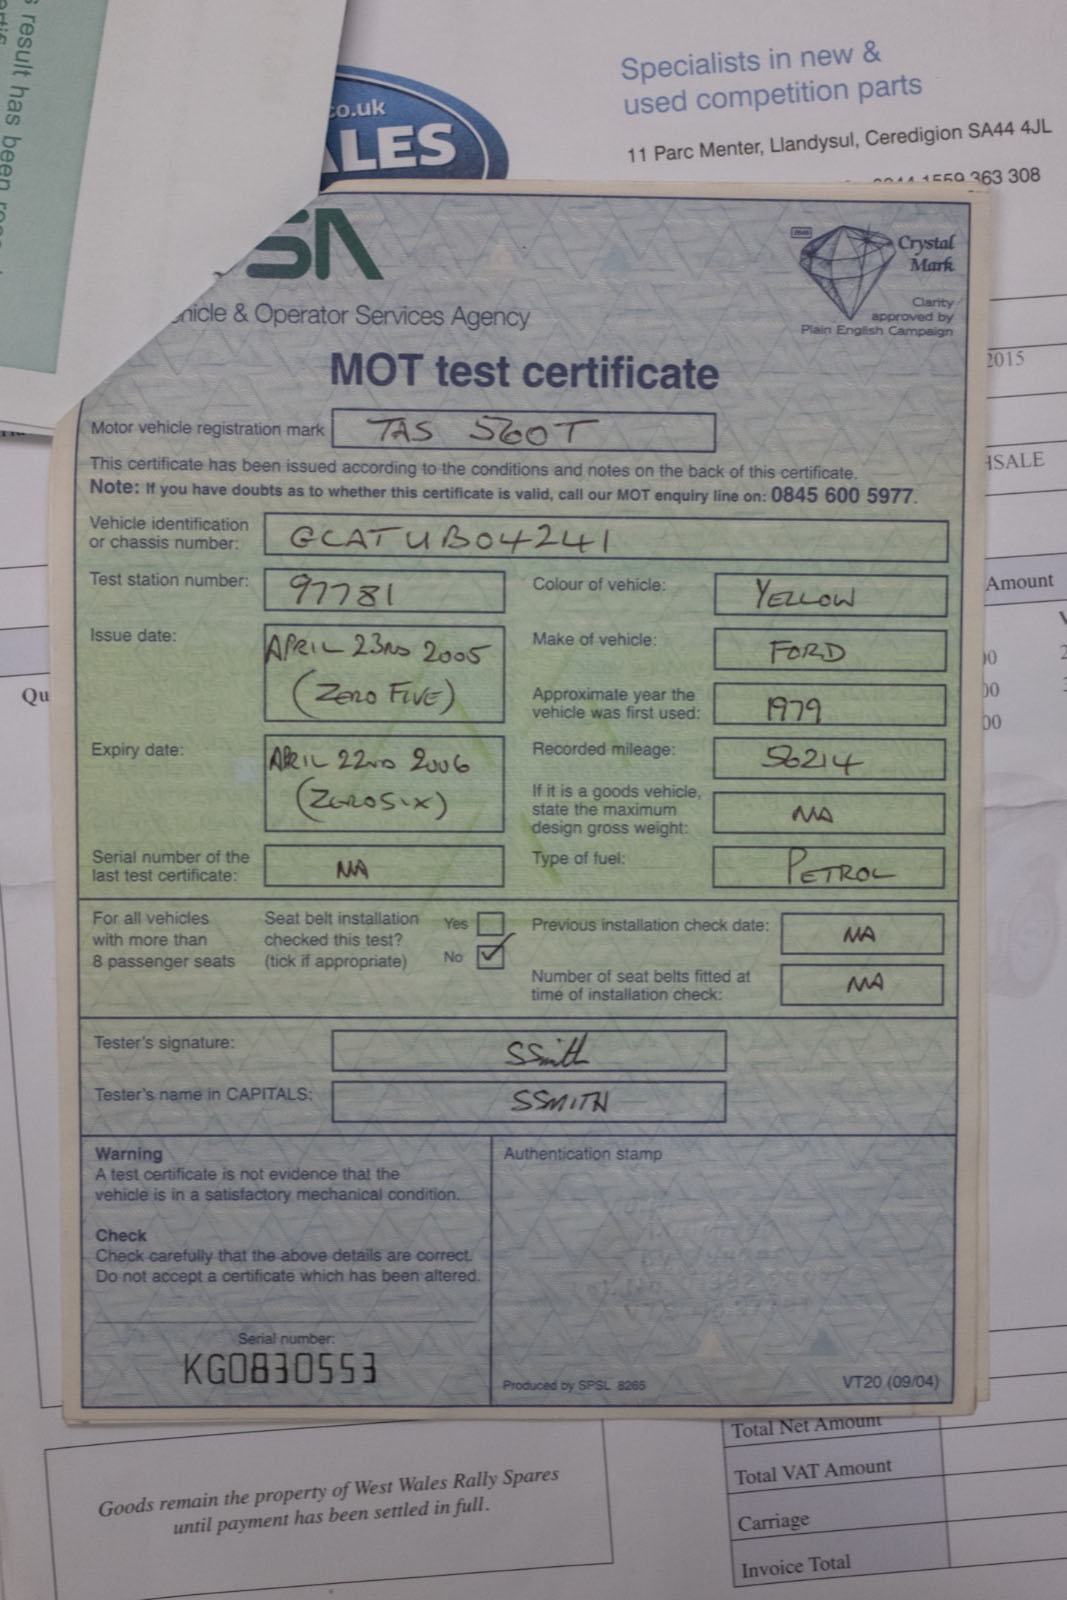 s result has been
Specialists in new &
used competition parts
co.uk
ALES
11 Parc Menter, Llandysul, Ceredigion SA44 4JL
1559 363 308
SA
Crystal
Mark
Clarity
approved by
Plain English Campaign
hicle & Operator Services Agency
2015
MOT test certificate
Motor vehicle registration mark TAS 560T
This certificate has been issued according to the conditions and notes on the back of this certificate.
SALE
Note: If you have doubts as to whether this certificate is valid, call our MOT enquiry line on: 0845 600 5977.
Vehicle identification
or chassis number: GCATUB04241
Test station number: 97781
Colour of vehicle: YELLOW
Amount
Issue date: APRIL 23RD 2005
(ZERO FIVE)
Make of vehicle: FORD
Qu
Approximate year the
vehicle was first used: 1979
Expiry date: APRIL 22ND 2006
(ZERO SIX)
Recorded mileage: 56214
If it is a goods vehicle,
state the maximum
design gross weight: NA
Serial number of the
last test certificate: NA
Type of fuel: PETROL
For all vehicles
with more than
8 passenger seats
Seat belt installation
checked this test?
(tick if appropriate)
Yes
No
Previous installation check date: NA
Number of seat belts fitted at
time of installation check: NA
Tester's signature: SSmith
Tester's name in CAPITALS: SSMITH
Warning
A test certificate is not evidence that the
vehicle is in a satisfactory mechanical condition.
Check
Check carefully that the above details are correct.
Do not accept a certificate which has been altered.
Serial number:
KG0830553
Authentication stamp
Produced by SPSL 8265
VT20 (09/04)
Goods remain the property of West Wales Rally Spares
until payment has been settled in full.
Total Net Amount
Total VAT Amount
Carriage
Invoice Total